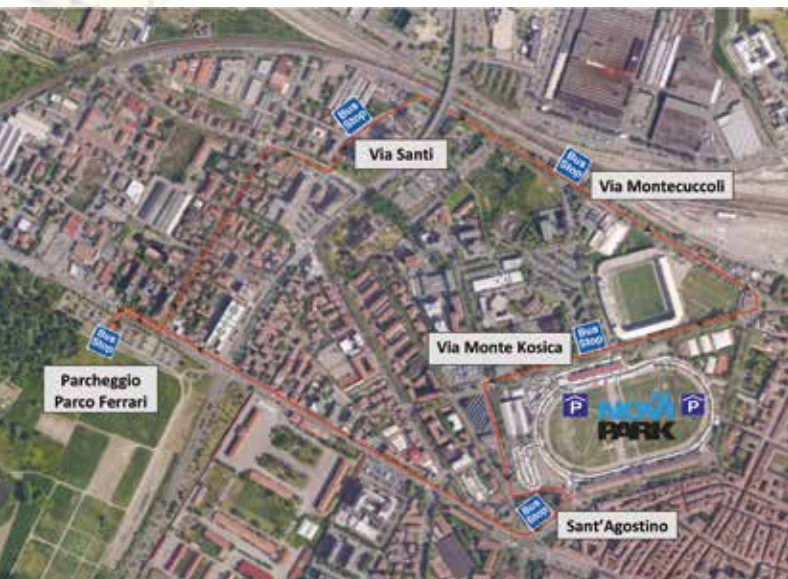 Bus
Stop
Via Santi
Bus
Stop
Via Montecuccoli
Bus
Stop
Parcheggio
Parco Ferrari
Via Monte Kosica
Bus
Stop
P
NOVI
PARK
P
Bus
Stop
Sant'Agostino